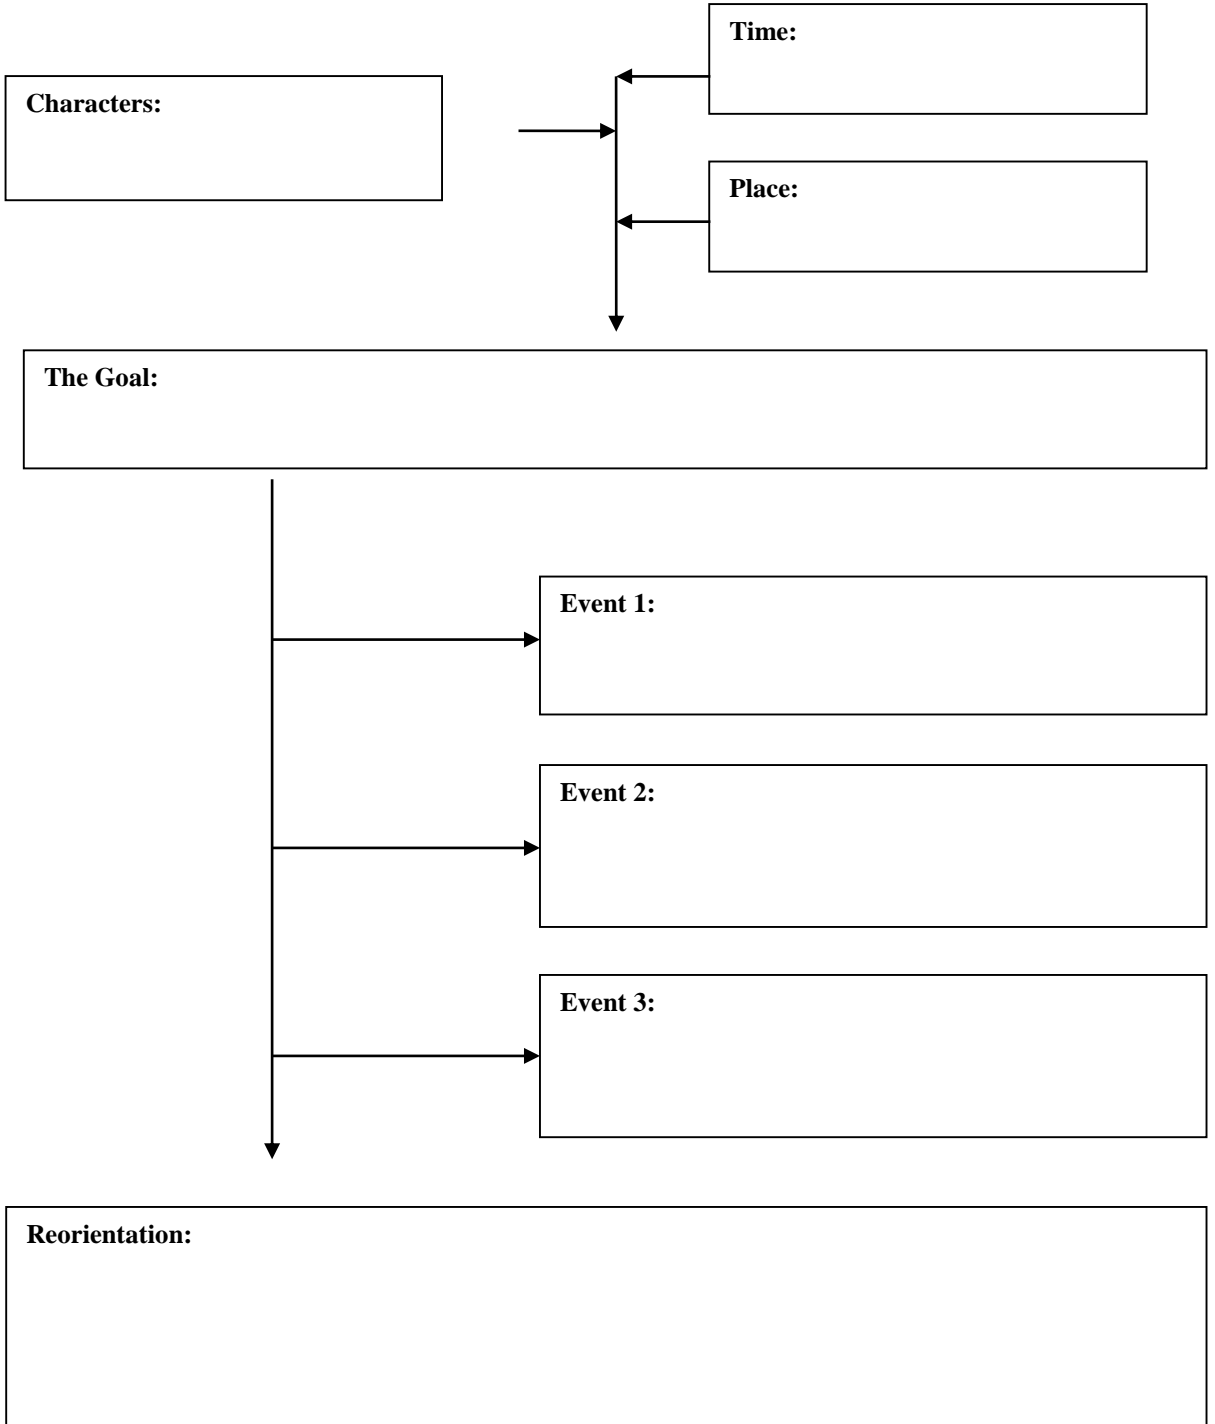 Time:
Characters:
Place:
The Goal:
Event 1:
Event 2:
Event 3:
Reorientation: